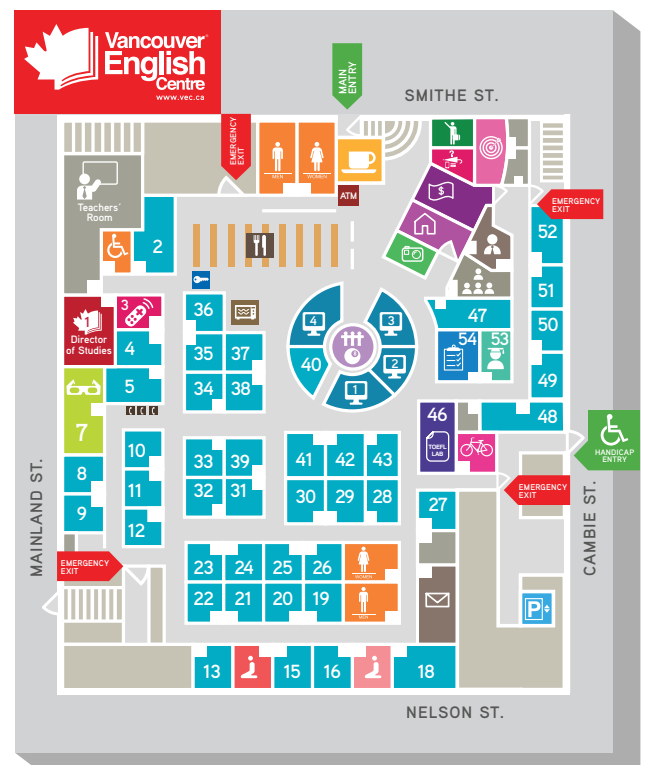 Vancouver
English
Centre
www.vec.ca
MAIN
ENTRY
SMITHE ST.
EMERGENCY
EXIT
MEN
WOMEN
ATM
?
$
EMERGENCY
EXIT
Teachers'
Room
2
52
51
50
49
48
47
54
53
36
35
37
34
38
4
3
40
2
1
1
Director
of Studies
3
4
5
7
8
9
10
11
12
33
39
32
31
41
42
43
30
29
28
46
TOEFL
LAB
HANDICAP
ENTRY
EMERGENCY
EXIT
27
MAINLAND ST.
CAMBIE ST.
EMERGENCY
EXIT
23
24
25
26
WOMEN
22
21
20
19
MEN
P
13
15
16
18
NELSON ST.